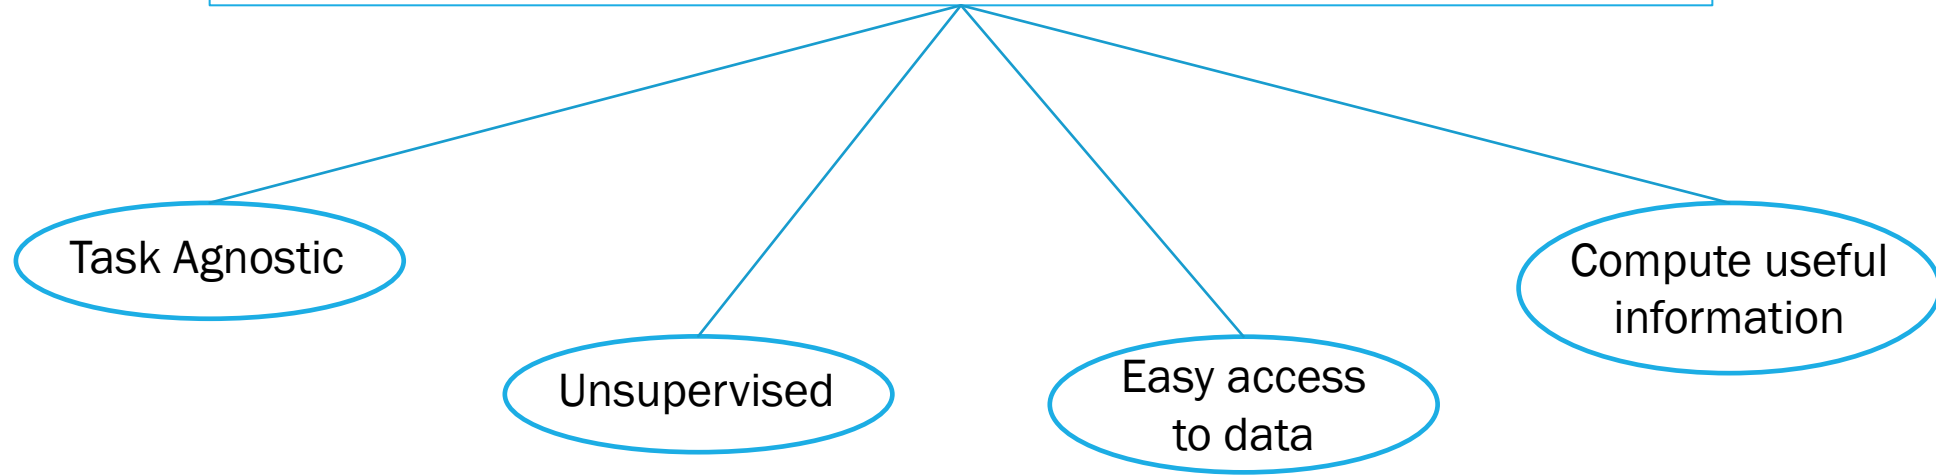 Task Agnostic
Unsupervised
Easy access
to data
Compute useful
information